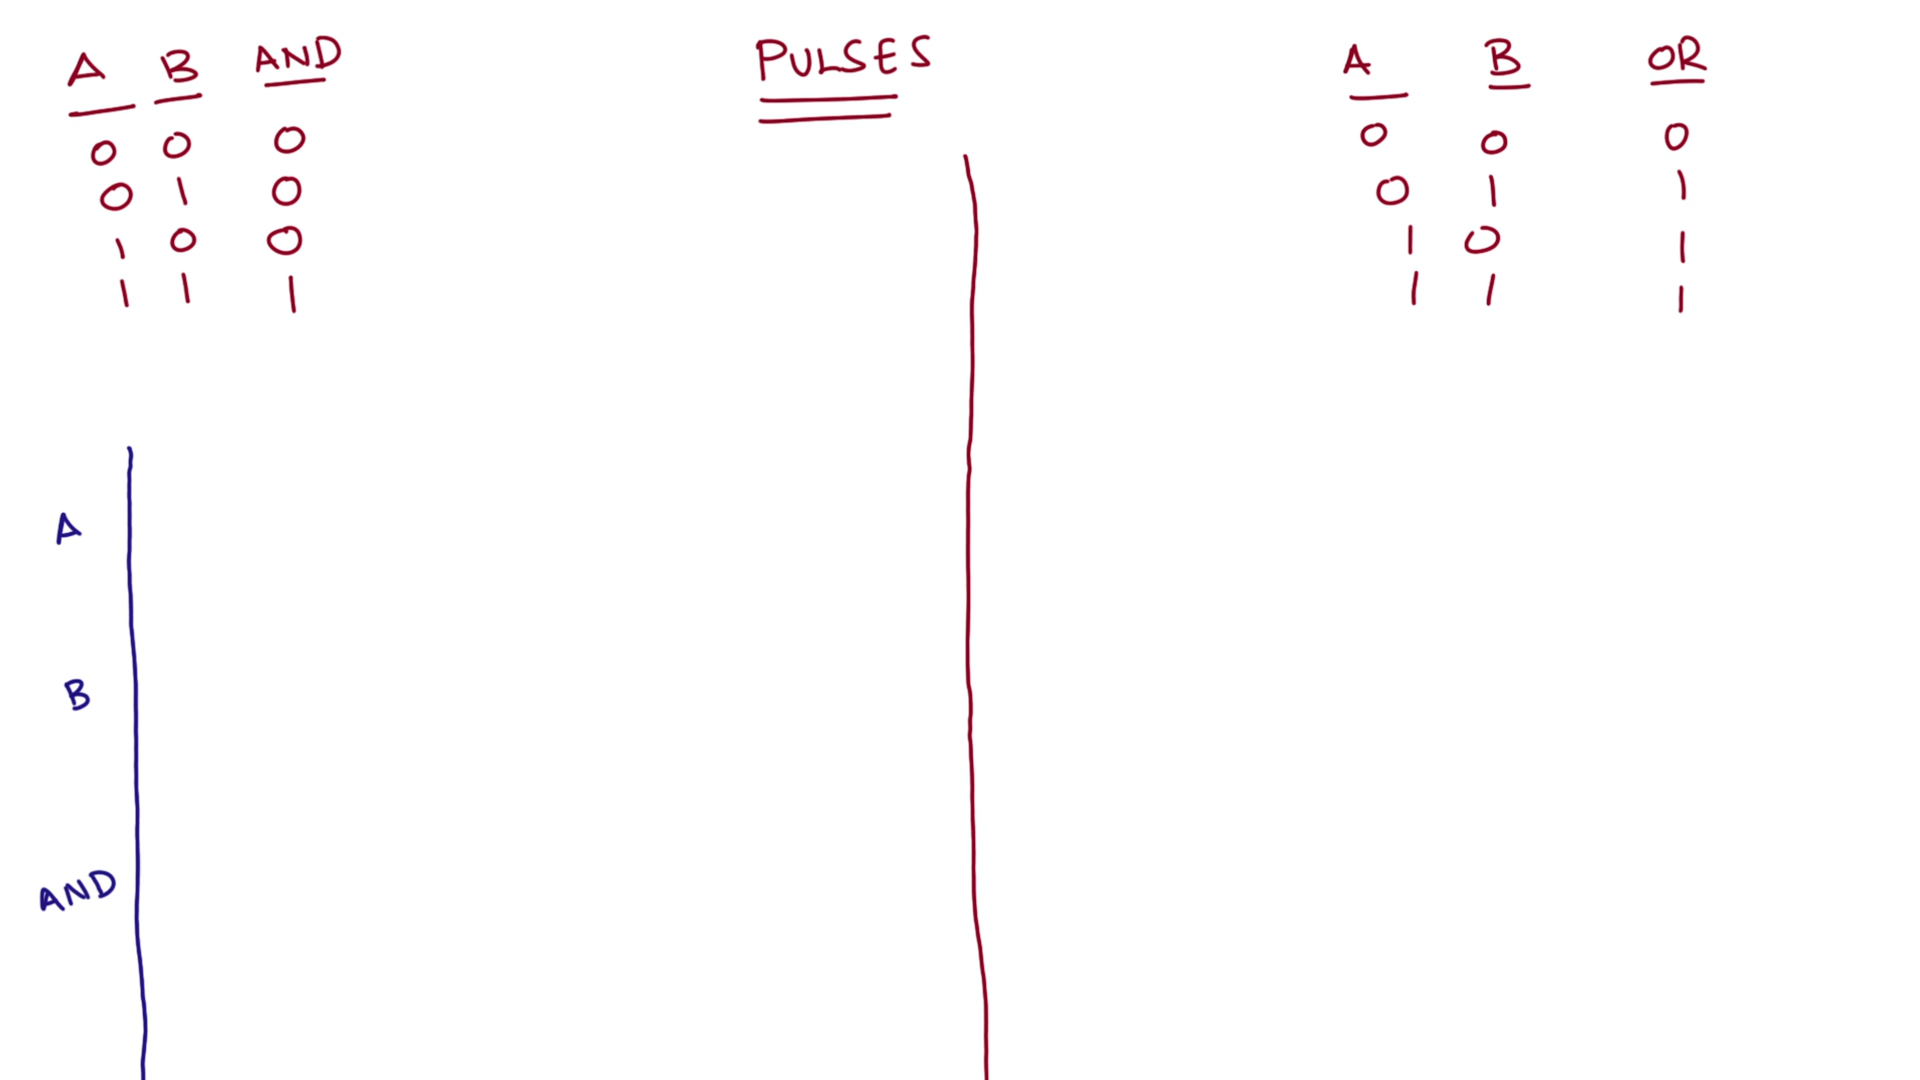 PULSES
A B AND
0 0 0
0 1 0
1 0 0
1 1 1
A B OR
0 0 0
0 1 1
1 0 1
1 1 1
A
B
AND